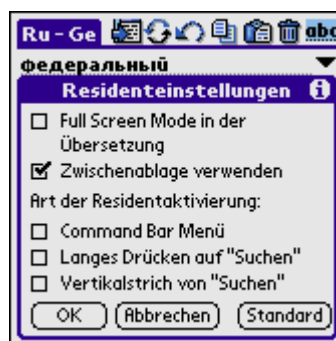 Ru-Ge abc
федеральный
Residenteinstellungen i
Full Screen Mode in der
Übersetzung
Zwischenablage verwenden
Art der Residentaktivierung:
Command Bar Menü
Langes Drücken auf "Suchen"
Vertikalstrich von "Suchen"
OK Abbrechen Standard